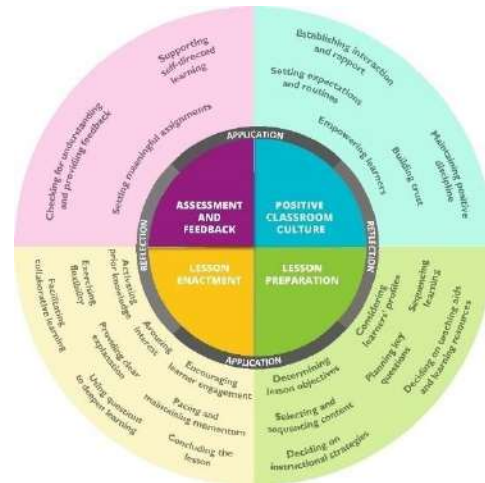 Supporting
self-directed
learning
Checking for understanding
and providing feedback
Setting meaningful assignments
Establishing interaction
and rapport
Setting expectations
and routines
Empowering learners
Building trust
Maintaining positive
discipline
APPLICATION
REFLECTION
ASSESSMENT
AND
FEEDBACK
POSITIVE
CLASSROOM
CULTURE
REFLECTION
LESSON
ENACTMENT
LESSON
PREPARATION
APPLICATION
Activating
prior knowledge
Exercising
flexibility
Facilitating
collaborative learning
Arousing
interest
Providing clear
explanation
Using questions
to deepen learning
Encouraging
learner engagement
Pacing and
maintaining momentum
Concluding the
lesson
Considering
learners' profiles
Sequencing
learning
Determining
lesson objectives
Planning key
questions
Deciding on teaching aids
and learning resources
Selecting and
sequencing content
Deciding on
instructional strategies